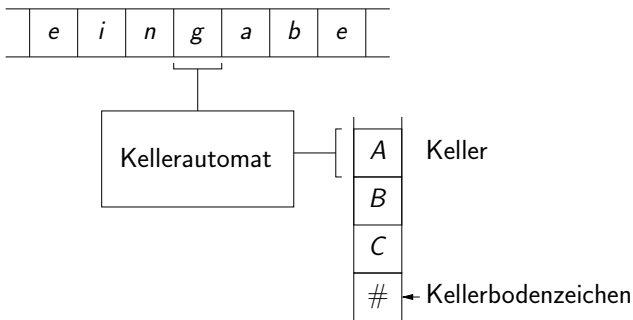 e i n g a b e
Kellerautomat
A Keller
B
C
# Kellerbodenzeichen